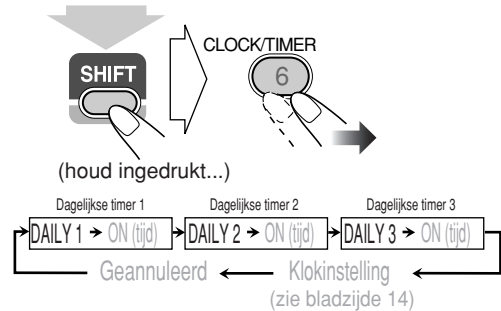 CLOCK/TIMER
SHIFT
6
(houd ingedrukt...)
Dagelijkse timer 1 Dagelijkse timer 2 Dagelijkse timer 3
DAILY 1 → ON (tijd) → DAILY 2 → ON (tijd) → DAILY 3 → ON (tijd)
Geannuleerd ← Klokinstelling
(zie bladzijde 14)